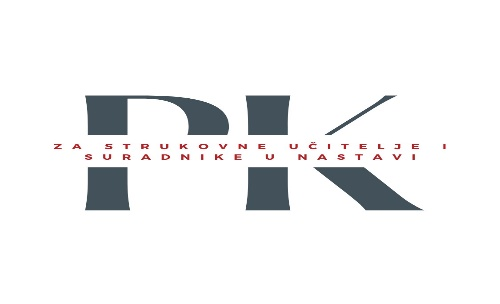 PK
ZA STRUKOVNE UČITELJE I
SURADNIKE U NASTAVI